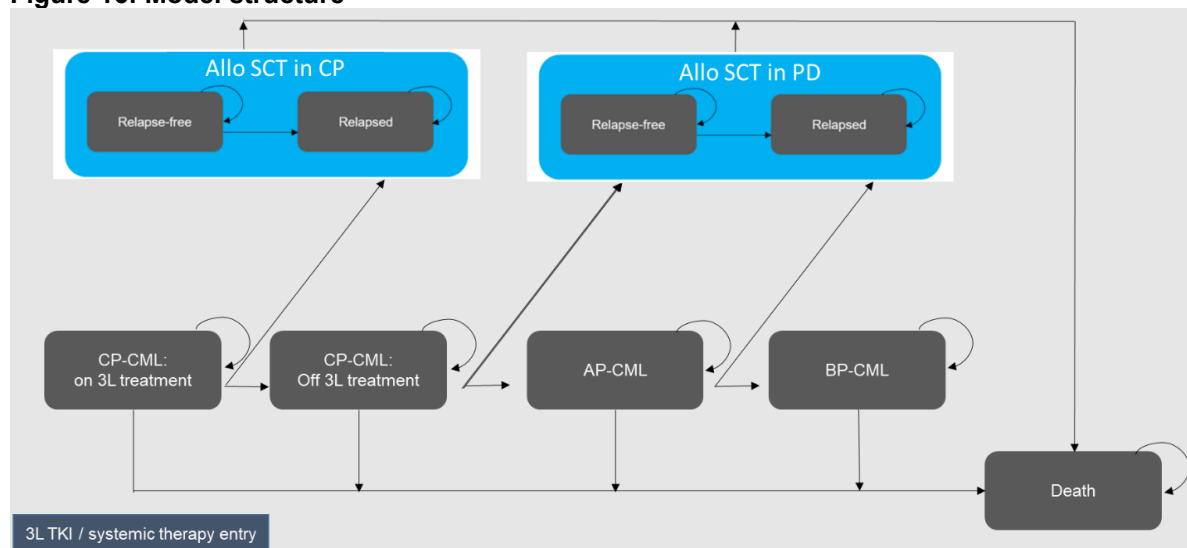 Allo SCT in CP
Relapse-free
Relapsed
Allo SCT in PD
Relapse-free
Relapsed
CP-CML:
on 3L treatment
CP-CML:
Off 3L treatment
AP-CML
BP-CML
Death
3L TKI / systemic therapy entry